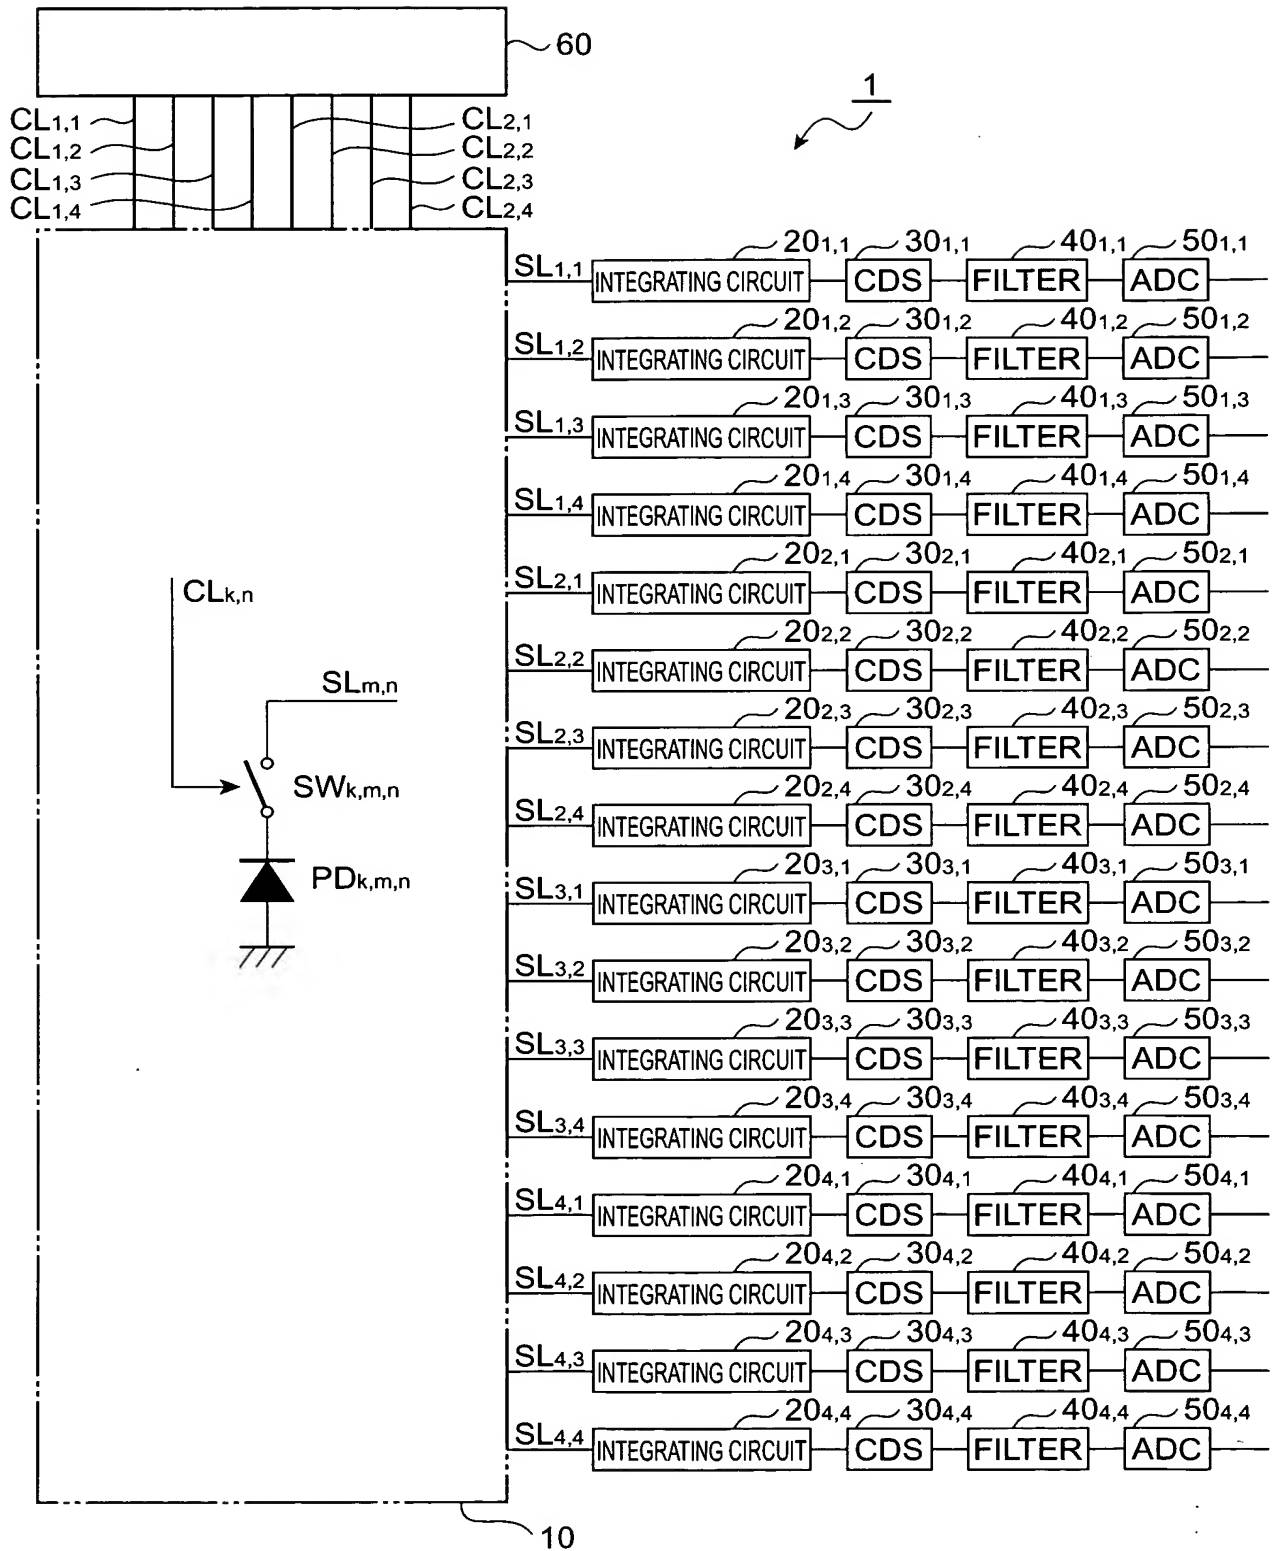 60
1
CL1,1
CL2,1
CL1,2
CL2,2
CL1,3
CL2,3
CL1,4
CL2,4
201,1 301,1 401,1 501,1
SL1,1 INTEGRATING CIRCUIT CDS FILTER ADC
201,2 301,2 401,2 501,2
SL1,2 INTEGRATING CIRCUIT CDS FILTER ADC
201,3 301,3 401,3 501,3
SL1,3 INTEGRATING CIRCUIT CDS FILTER ADC
201,4 301,4 401,4 501,4
SL1,4 INTEGRATING CIRCUIT CDS FILTER ADC
202,1 302,1 402,1 502,1
SL2,1 INTEGRATING CIRCUIT CDS FILTER ADC
202,2 302,2 402,2 502,2
SL2,2 INTEGRATING CIRCUIT CDS FILTER ADC
202,3 302,3 402,3 502,3
SL2,3 INTEGRATING CIRCUIT CDS FILTER ADC
202,4 302,4 402,4 502,4
SL2,4 INTEGRATING CIRCUIT CDS FILTER ADC
203,1 303,1 403,1 503,1
SL3,1 INTEGRATING CIRCUIT CDS FILTER ADC
203,2 303,2 403,2 503,2
SL3,2 INTEGRATING CIRCUIT CDS FILTER ADC
203,3 303,3 403,3 503,3
SL3,3 INTEGRATING CIRCUIT CDS FILTER ADC
203,4 303,4 403,4 503,4
SL3,4 INTEGRATING CIRCUIT CDS FILTER ADC
204,1 304,1 404,1 504,1
SL4,1 INTEGRATING CIRCUIT CDS FILTER ADC
204,2 304,2 404,2 504,2
SL4,2 INTEGRATING CIRCUIT CDS FILTER ADC
204,3 304,3 404,3 504,3
SL4,3 INTEGRATING CIRCUIT CDS FILTER ADC
204,4 304,4 404,4 504,4
SL4,4 INTEGRATING CIRCUIT CDS FILTER ADC
CLk,n
SLm,n
SWk,m,n
PDk,m,n
10